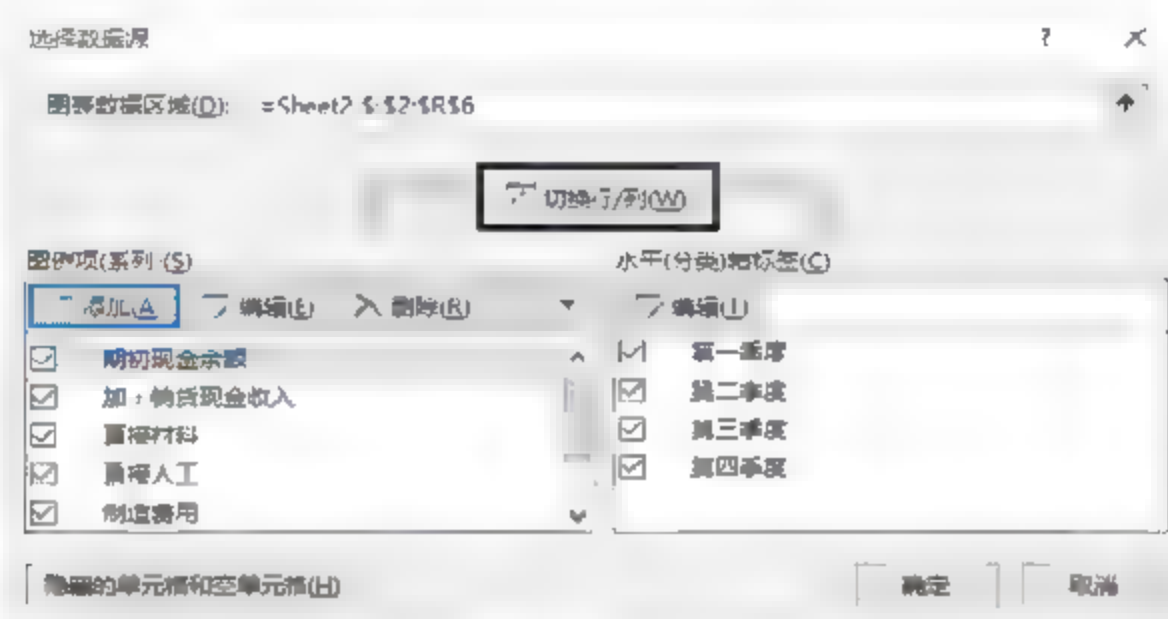 选择数据源 ?
图表数据区域(D):
切换行/列(W)
图例项(系列)(S)
水平(分类)轴标签(C)
添加(A
编辑(E)
删除(R)
编辑(I)
期初现金余额
第一季度
加:销货现金收入
第二季度
直接材料
第三季度
直接人工
第四季度
制造费用
隐藏的单元格和空单元格(H)
确定
取消